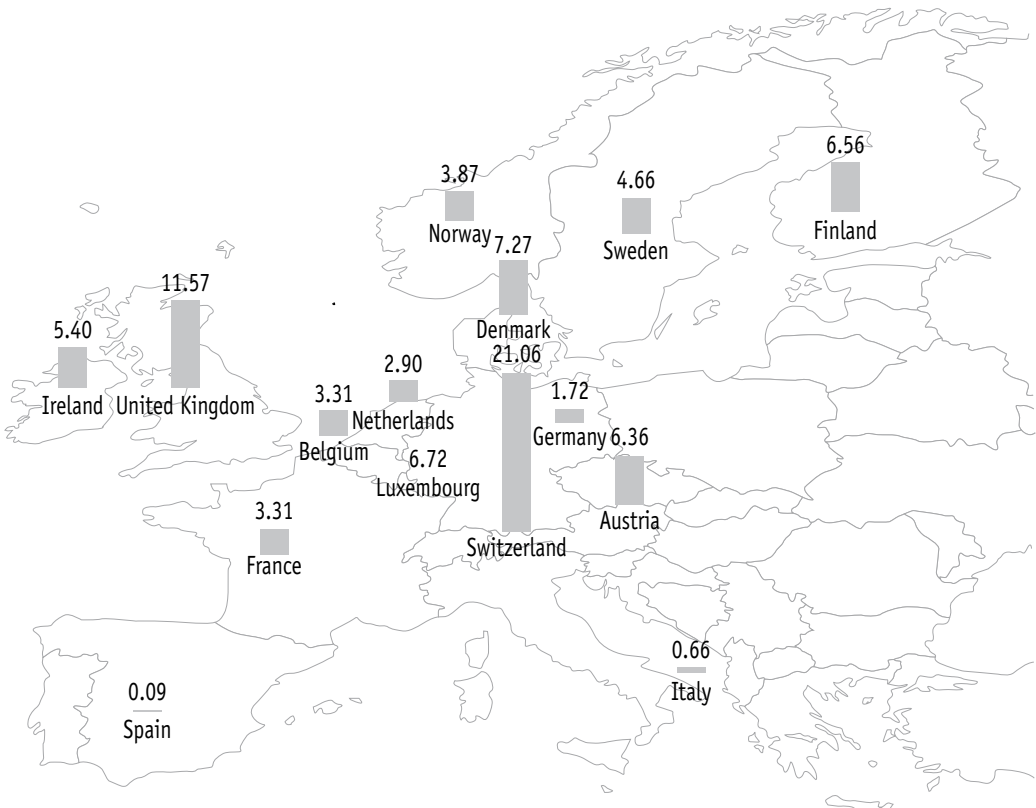 6.56
Finland
3.87
Norway
4.66
Sweden
7.27
Denmark
11.57
United Kingdom
5.40
Ireland
2.90
Netherlands
3.31
Belgium
21.06
Switzerland
1.72
Germany
6.36
Austria
6.72
Luxembourg
3.31
France
0.66
Italy
0.09
Spain